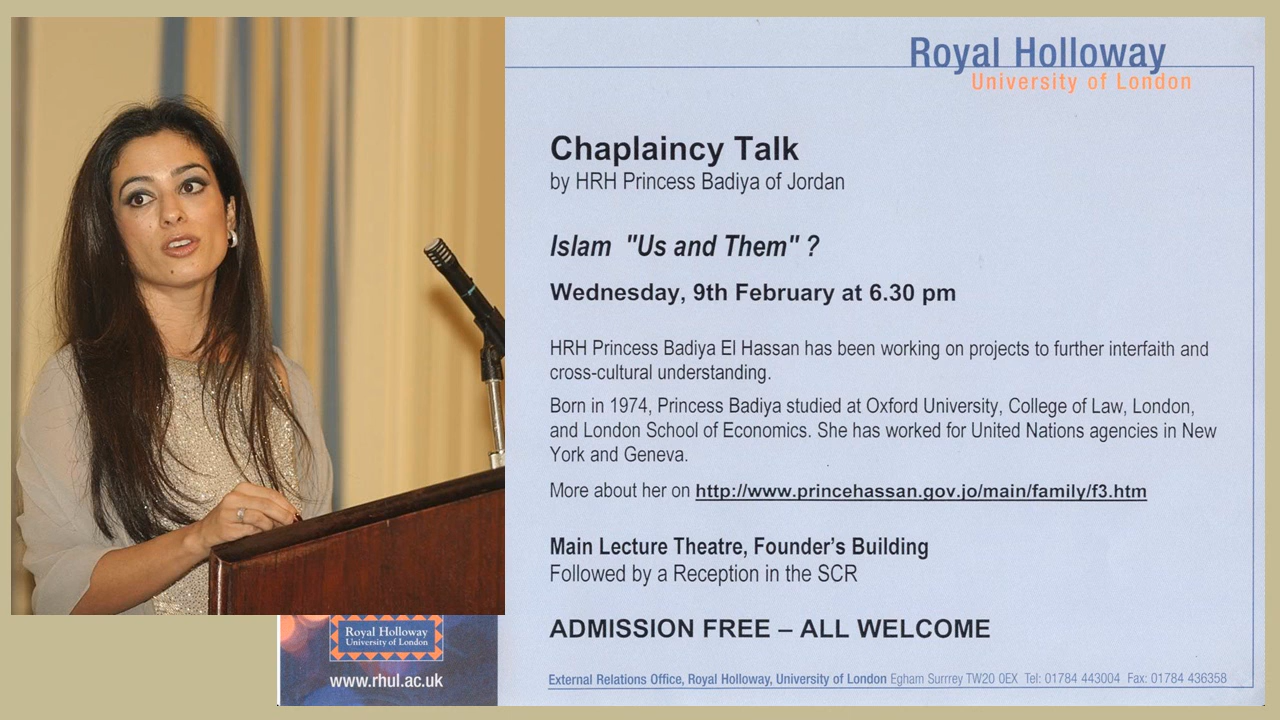 Royal Holloway
University of London
Chaplaincy Talk
by HRH Princess Badiya of Jordan
Islam "Us and Them" ?
Wednesday, 9th February at 6.30 pm
HRH Princess Badiya El Hassan has been working on projects to further interfaith and
cross-cultural understanding.
Born in 1974, Princess Badiya studied at Oxford University, College of Law, London,
and London School of Economics. She has worked for United Nations agencies in New
York and Geneva.
More about her on http://www.princehassan.gov.jo/main/family/f3.htm
Main Lecture Theatre, Founder's Building
Followed by a Reception in the SCR
ADMISSION FREE – ALL WELCOME
External Relations Office, Royal Holloway, University of London Egham Surrrey TW20 0EX Tel: 01784 443004 Fax: 01784 436358
Royal Holloway
University of London
www.rhul.ac.uk